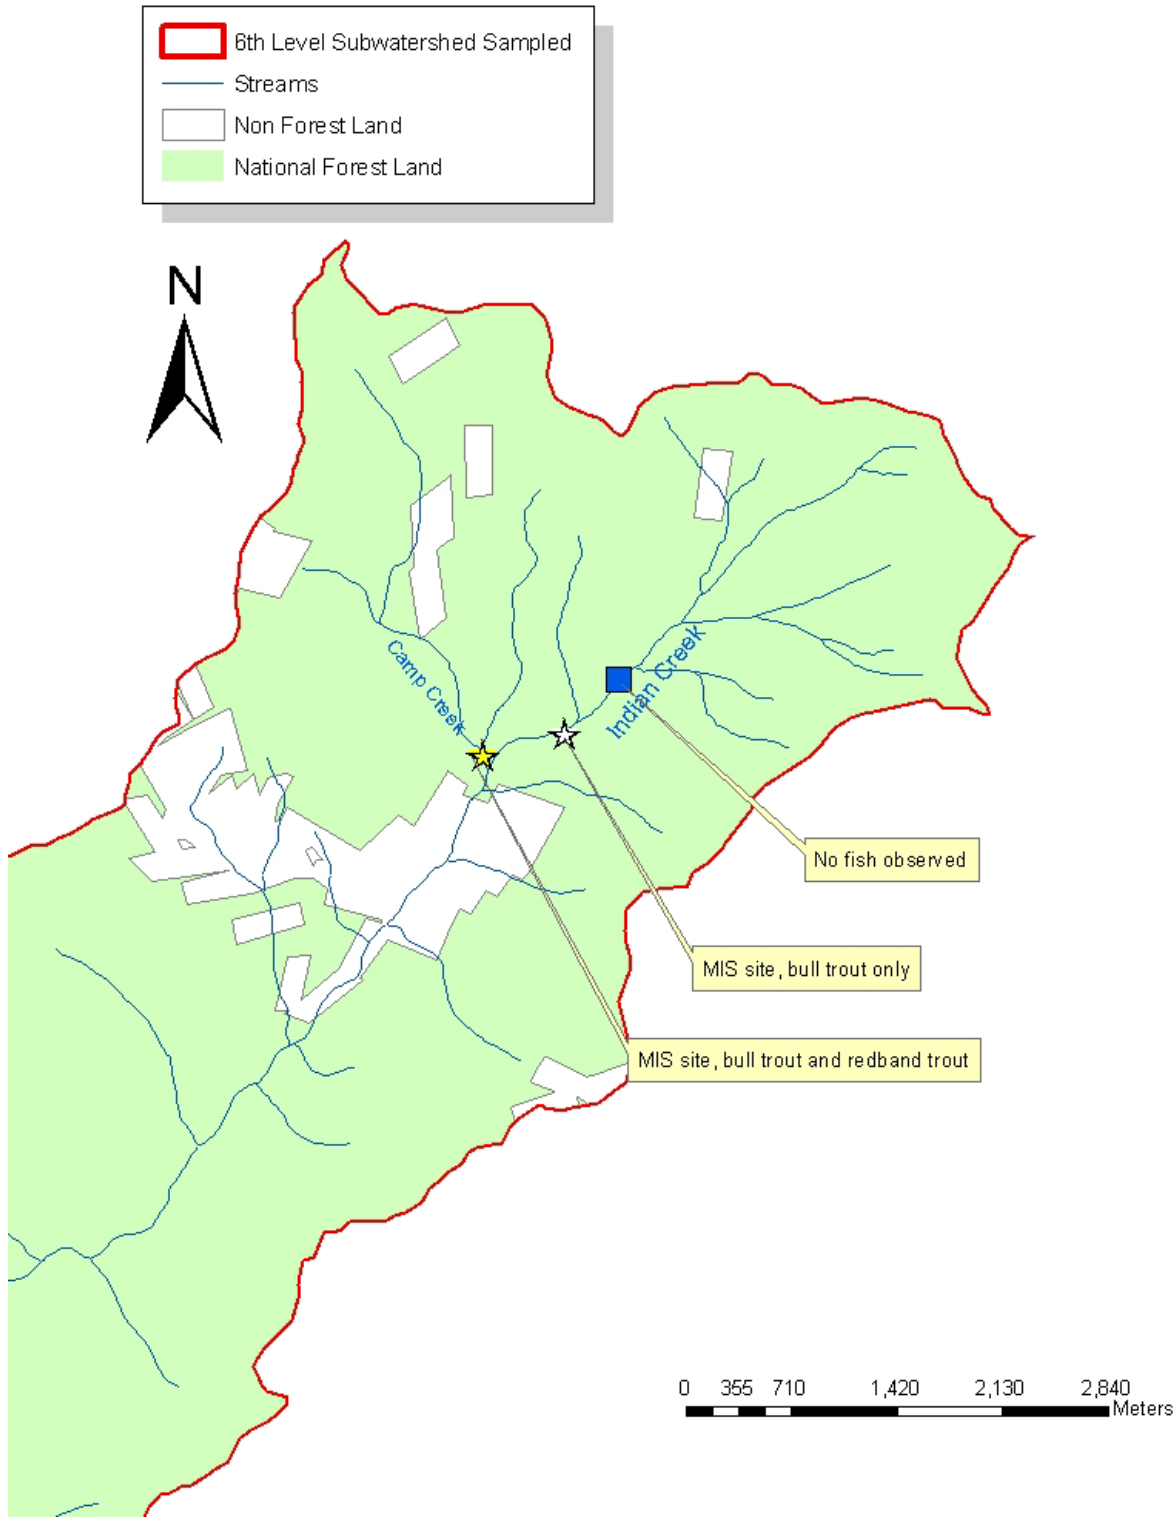 6th Level Subwatershed Sampled
Streams
Non Forest Land
National Forest Land
N
Camp Creek
Indian Creek
No fish observed
MIS site, bull trout only
MIS site, bull trout and redband trout
0 355 710 1,420 2,130 2,840
Meters